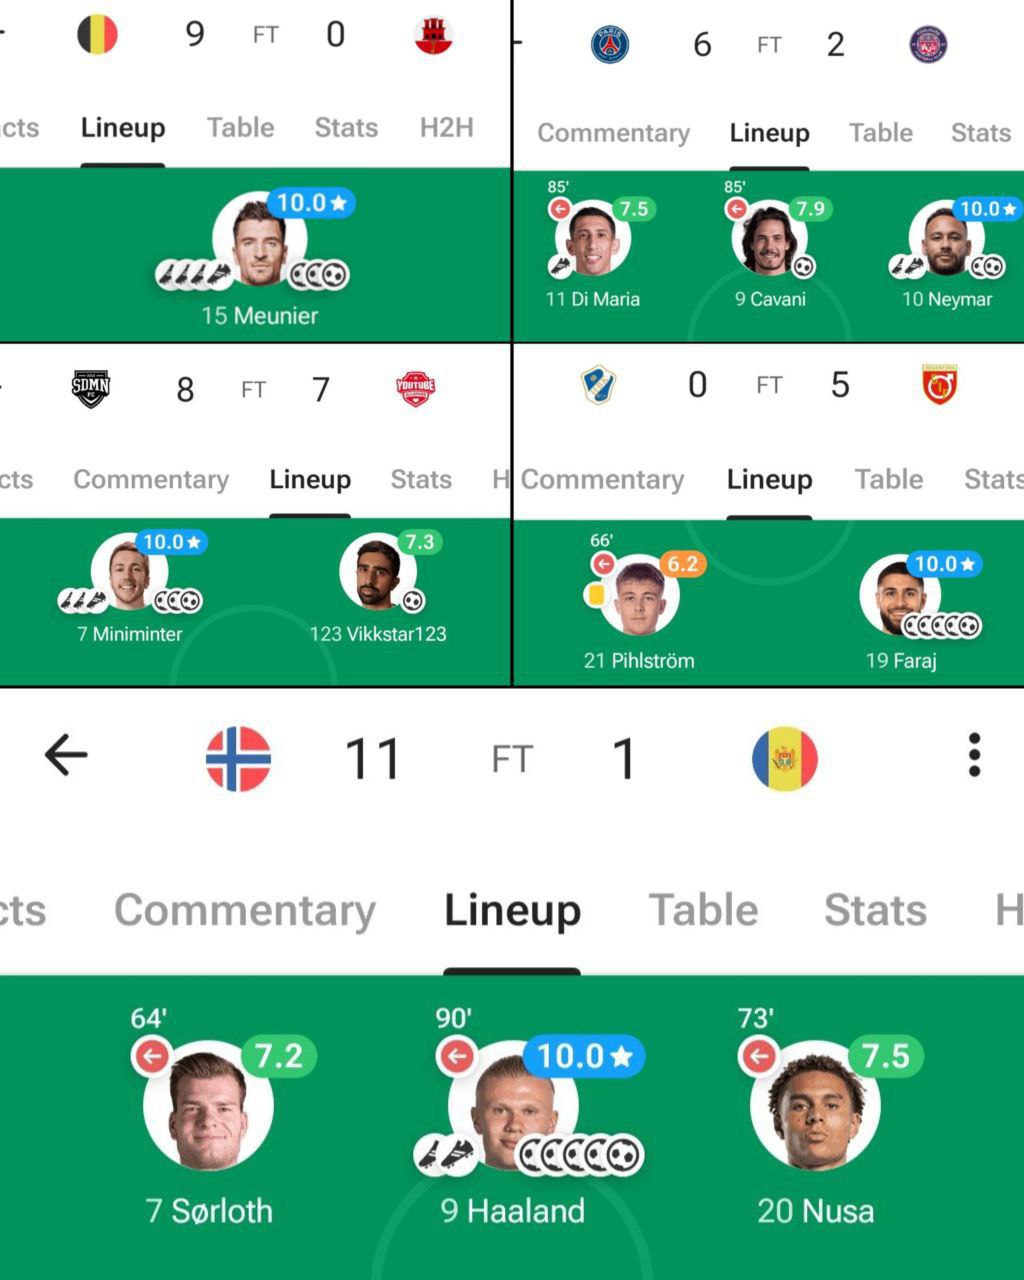 9 FT 0
cts Lineup Table Stats H2H
10.0
15 Meunier
PARIS 6 FT 2
Commentary Lineup Table Stats
85' 85'
7.5 7.9 10.0
11 Di Maria 9 Cavani 10 Neymar
SDMN FC 8 FT 7 YOUTUBE
cts Commentary Lineup Stats H
10.0 7.3
7 Miniminter 123 Vikkstar123
0 FT 5
Commentary Lineup Table Stats
66'
6.2 10.0
21 Pihlström 19 Faraj
11 FT 1
cts Commentary Lineup Table Stats H
64' 90' 73'
7.2 10.0 7.5
7 Sørloth 9 Haaland 20 Nusa